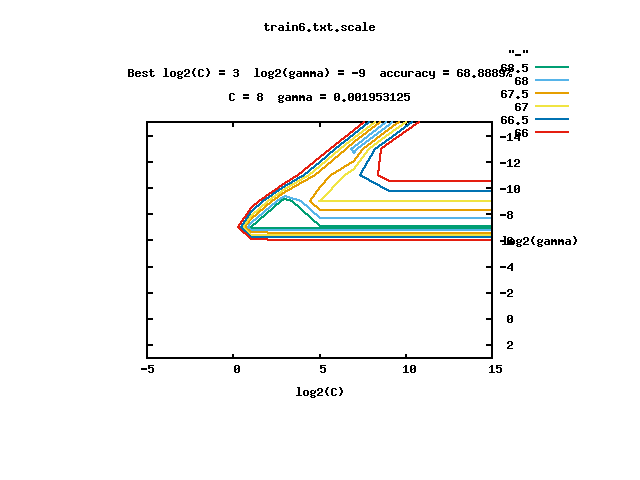 train6.txt.scale
"-"
Best log2(C) = 3  log2(gamma) = -9  accuracy = 68.8889%
68.5
68
67.5
C = 8  gamma = 0.001953125
67
66.5
66
-14
-12
-10
-8
-6
log2(gamma)
-4
-2
0
2
-5 0 5 10 15
log2(C)